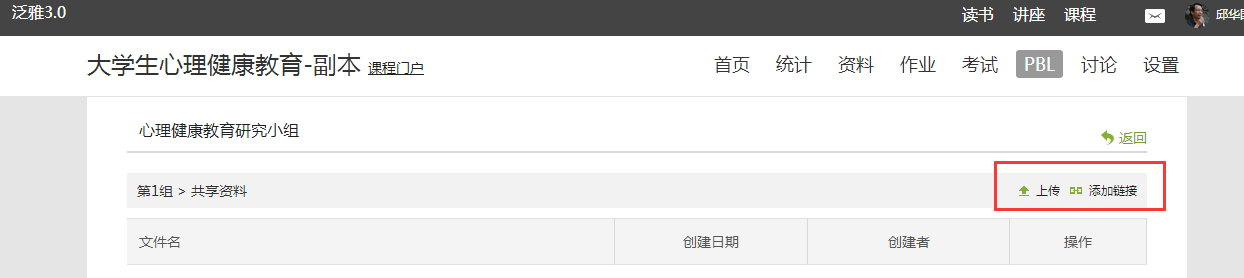 泛雅3.0 读书 讲座 课程 邱华
大学生心理健康教育-副本 课程门户 首页 统计 资料 作业 考试 PBL 讨论 设置
心理健康教育研究小组
返回
第1组 > 共享资料 上传 添加链接
文件名 创建日期 创建者 操作